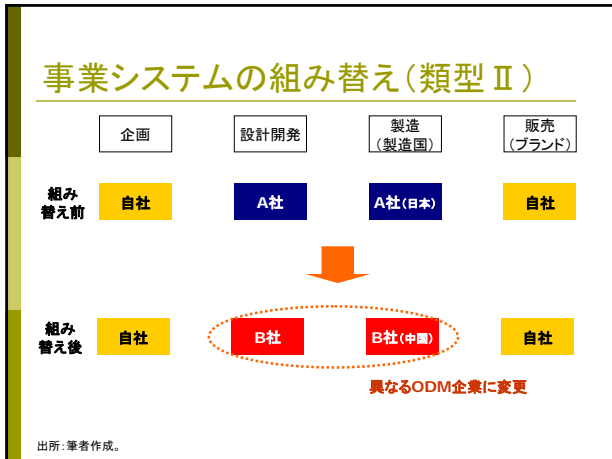 事業システムの組み替え(類型Ⅱ)
企画
設計開発
製造
(製造国)
販売
(ブランド)
組み
替え前
自社
A社
A社(日本)
自社
組み
替え後
自社
B社
B社(中国)
自社
異なるODM企業に変更
出所:筆者作成。